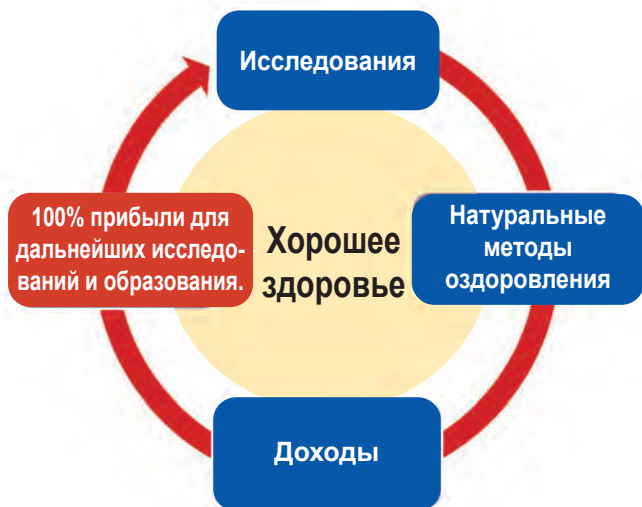 Исследования
100% прибыли для
дальнейших исследо-
ваний и образования.
Хорошее
здоровье
Натуральные
методы
оздоровления
Доходы